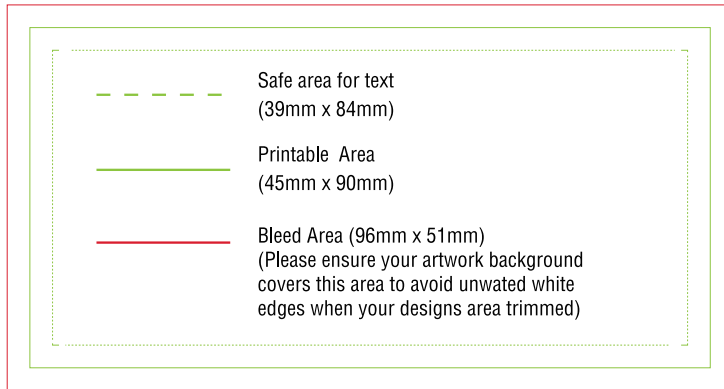 Safe area for text
(39mm x 84mm)
Printable Area
(45mm x 90mm)
Bleed Area (96mm x 51mm)
(Please ensure your artwork background
covers this area to avoid unwated white
edges when your designs area trimmed)